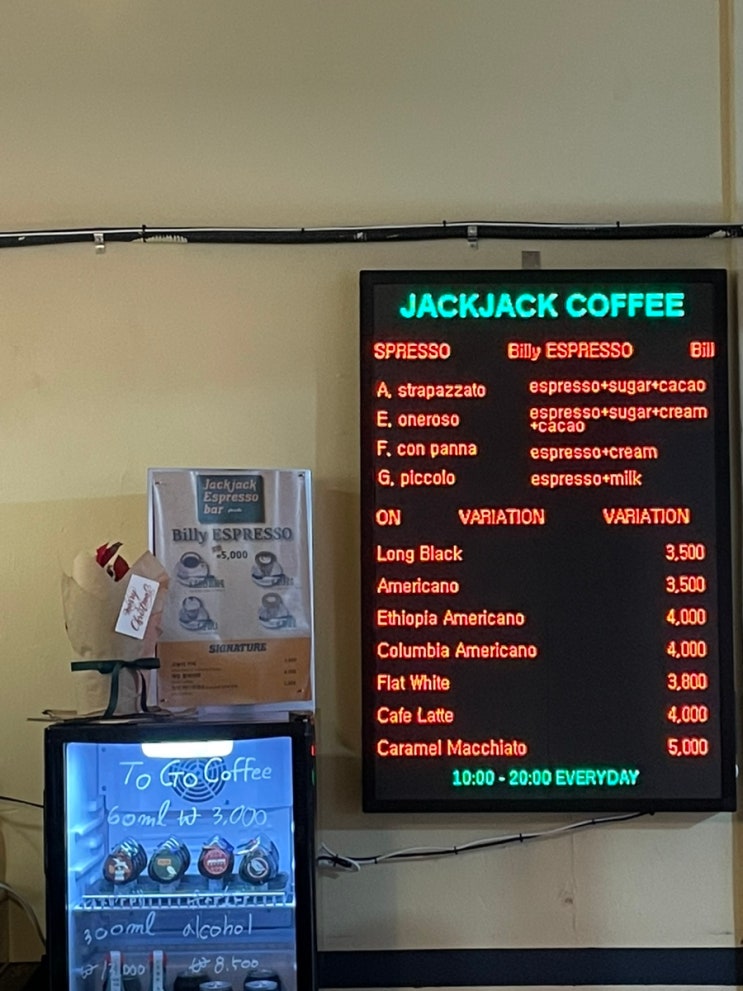 JACKJACK COFFEE
SPRESSO Billy ESPRESSO Bill
A. strapazzato espresso+sugar+cacao
E. oneroso espresso+sugar+cream
+cacao
F. con panna espresso+cream
G. piccolo espresso+milk
ON VARIATION VARIATION
Long Black 3,500
Americano 3,500
Ethiopia Americano 4,000
Columbia Americano 4,000
Flat White 3,800
Cafe Latte 4,000
Caramel Macchiato 5,000
10:00 - 20:00 EVERYDAY
Jackjack
Espresso
bar
Billy ESPRESSO
5,000
SIGNATURE
Merry
Christmas
To Go Coffee
60ml ₩ 3,000
300ml alcohol
₩ 13,000 ₩ 8,500